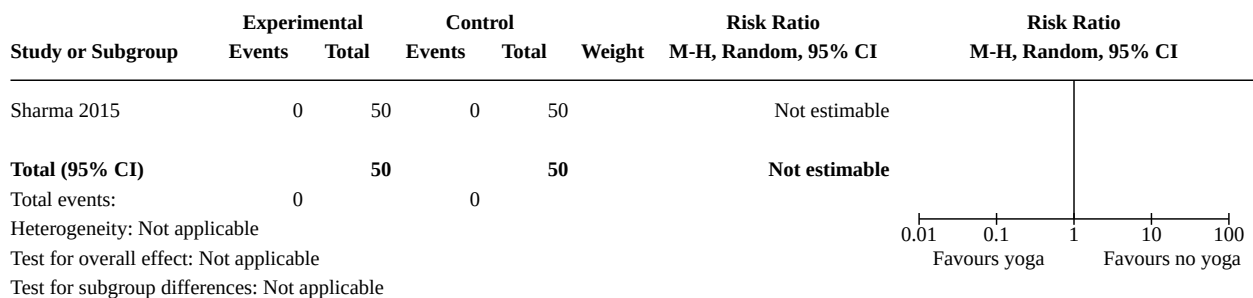 Experimental Control Risk Ratio Risk Ratio
Study or Subgroup Events Total Events Total Weight M-H, Random, 95% CI M-H, Random, 95% CI
Sharma 2015 0 50 0 50 Not estimable
Total (95% CI) 50 50 Not estimable
Total events: 0 0
Heterogeneity: Not applicable
0.01 0.1 1 10 100
Test for overall effect: Not applicable Favours yoga Favours no yoga
Test for subgroup differences: Not applicable